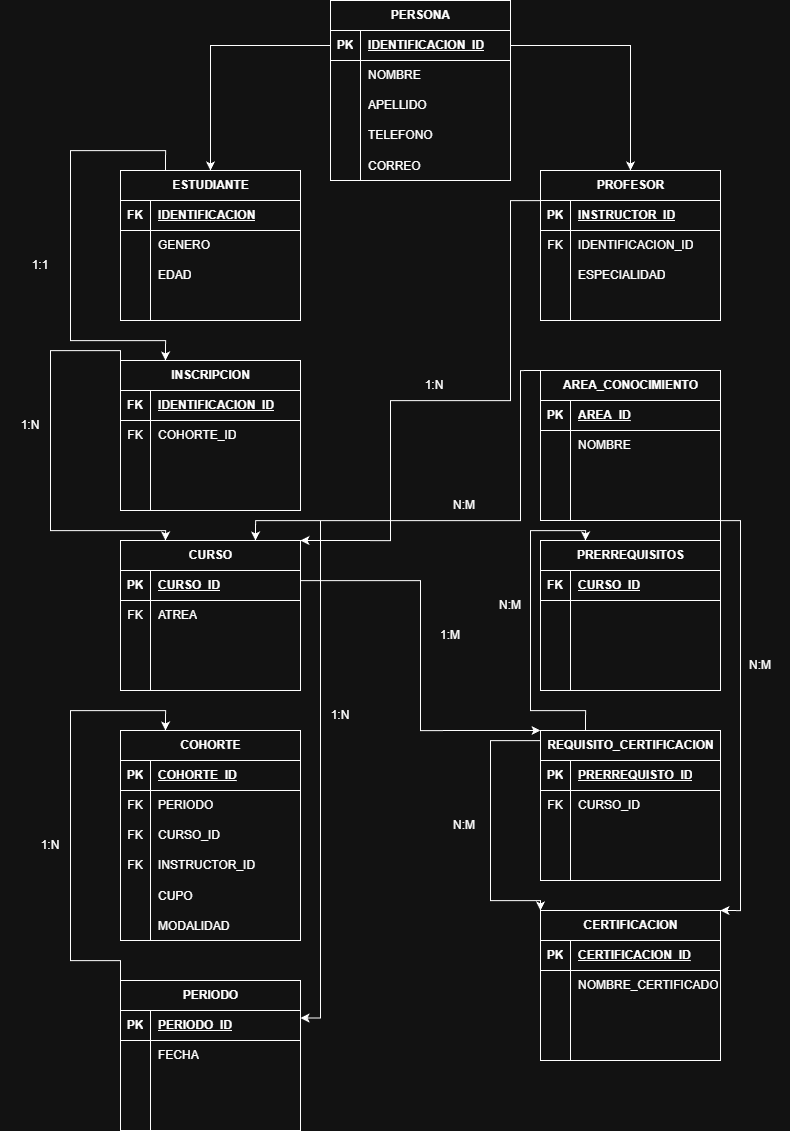 PERSONA
PK IDENTIFICACION_ID
NOMBRE
APELLIDO
TELEFONO
CORREO
ESTUDIANTE
FK IDENTIFICACION
GENERO
EDAD
PROFESOR
PK INSTRUCTOR_ID
FK IDENTIFICACION_ID
ESPECIALIDAD
1:1
INSCRIPCION
FK IDENTIFICACION_ID
FK COHORTE_ID
1:N
1:N
AREA_CONOCIMIENTO
PK AREA_ID
NOMBRE
N:M
CURSO
PK CURSO_ID
FK ATREA
PRERREQUISITOS
FK CURSO_ID
N:M
1:M
N:M
1:N
COHORTE
PK COHORTE_ID
FK PERIODO
FK CURSO_ID
FK INSTRUCTOR_ID
CUPO
MODALIDAD
1:N
REQUISITO_CERTIFICACION
PK PRERREQUISTO_ID
FK CURSO_ID
N:M
CERTIFICACION
PK CERTIFICACION_ID
NOMBRE_CERTIFICADO
PERIODO
PK PERIODO_ID
FECHA